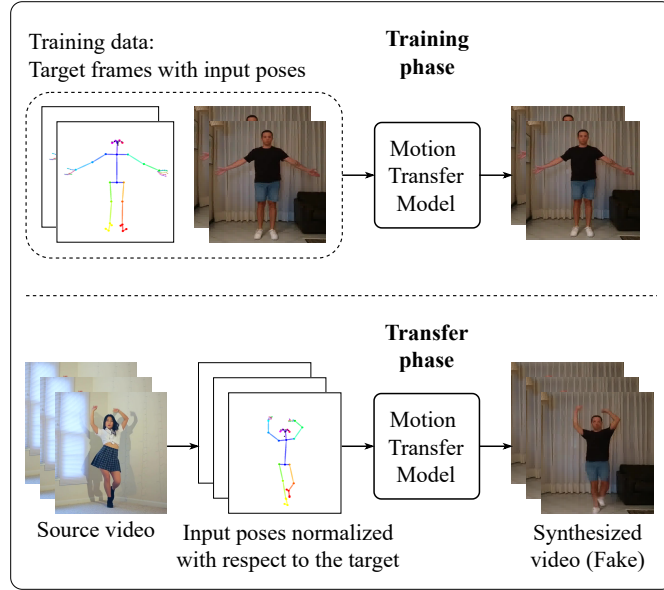 Training data:
Target frames with input poses
Training
phase
Motion
Transfer
Model
Transfer
phase
Motion
Transfer
Model
Source video
Input poses normalized
with respect to the target
Synthesized
video (Fake)